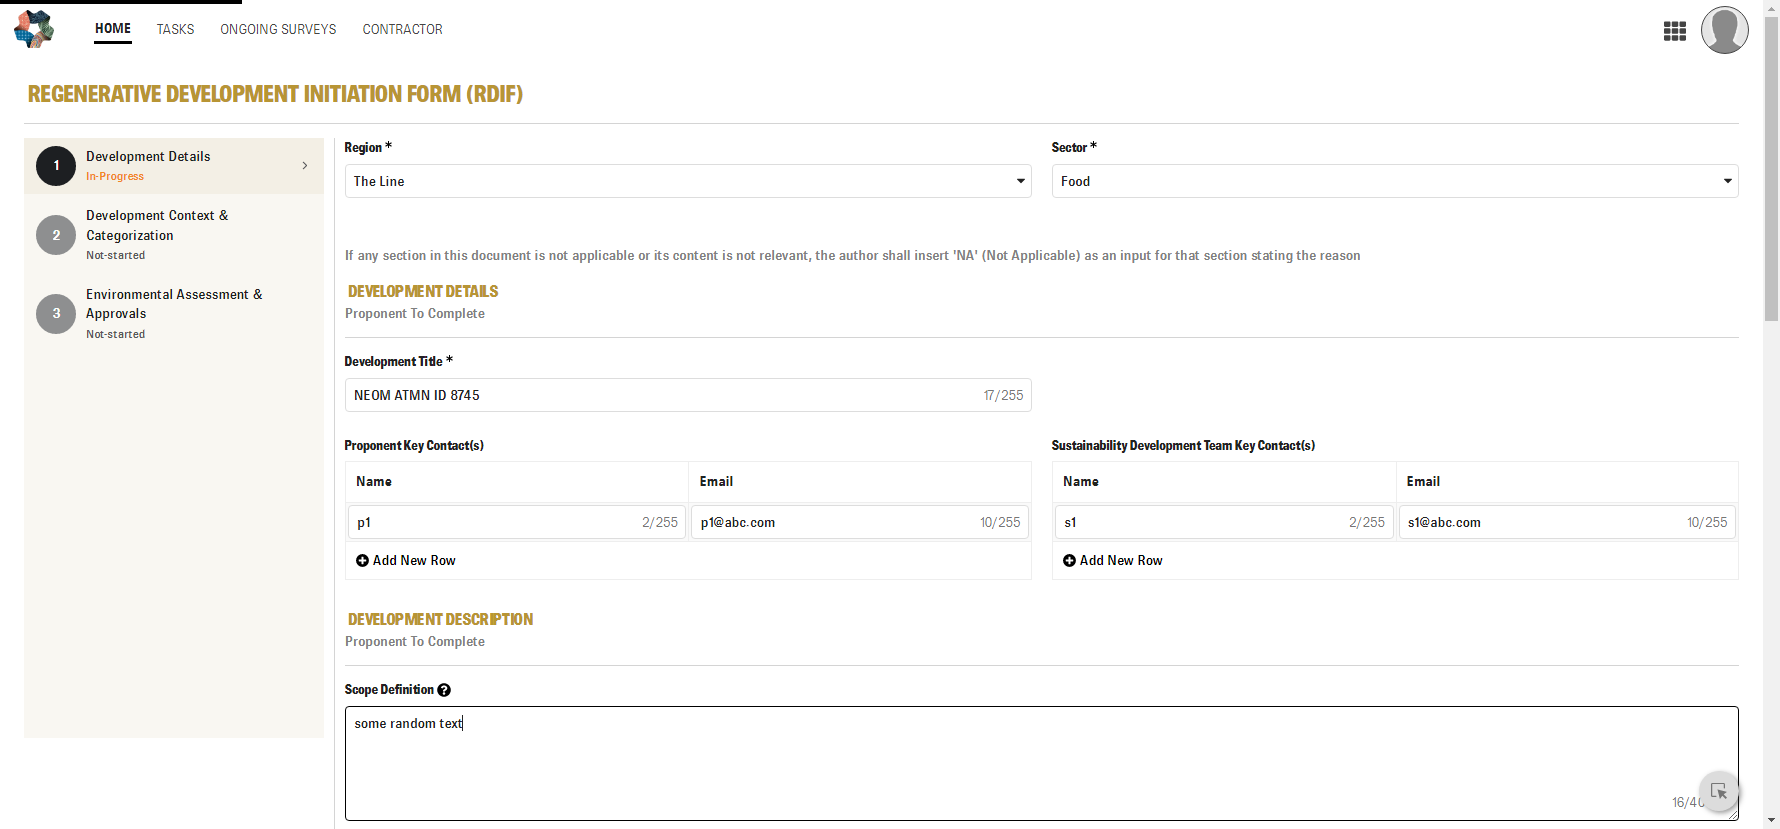 HOME TASKS ONGOING SURVEYS CONTRACTOR
REGENERATIVE DEVELOPMENT INITIATION FORM (RDIF)
1
Development Details
In-Progress
2
Development Context &
Categorization
Not-started
3
Environmental Assessment &
Approvals
Not-started
Region * Sector *
The Line Food
If any section in this document is not applicable or its content is not relevant, the author shall insert 'NA' (Not Applicable) as an input for that section stating the reason
DEVELOPMENT DETAILS
Proponent To Complete
Development Title *
NEOM ATMN ID 8745 17/255
Proponent Key Contact(s) Sustainability Development Team Key Contact(s)
Name Email Name Email
p1 2/255 p1@abc.com 10/255 s1 2/255 s1@abc.com 10/255
Add New Row Add New Row
DEVELOPMENT DESCRIPTION
Proponent To Complete
Scope Definition
some random text